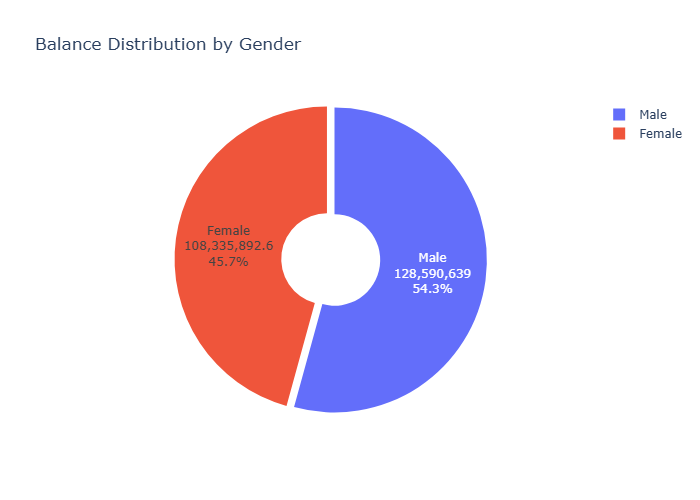 Balance Distribution by Gender
Male
Female
Female
108,335,892.6
45.7%
Male
128,590,639
54.3%